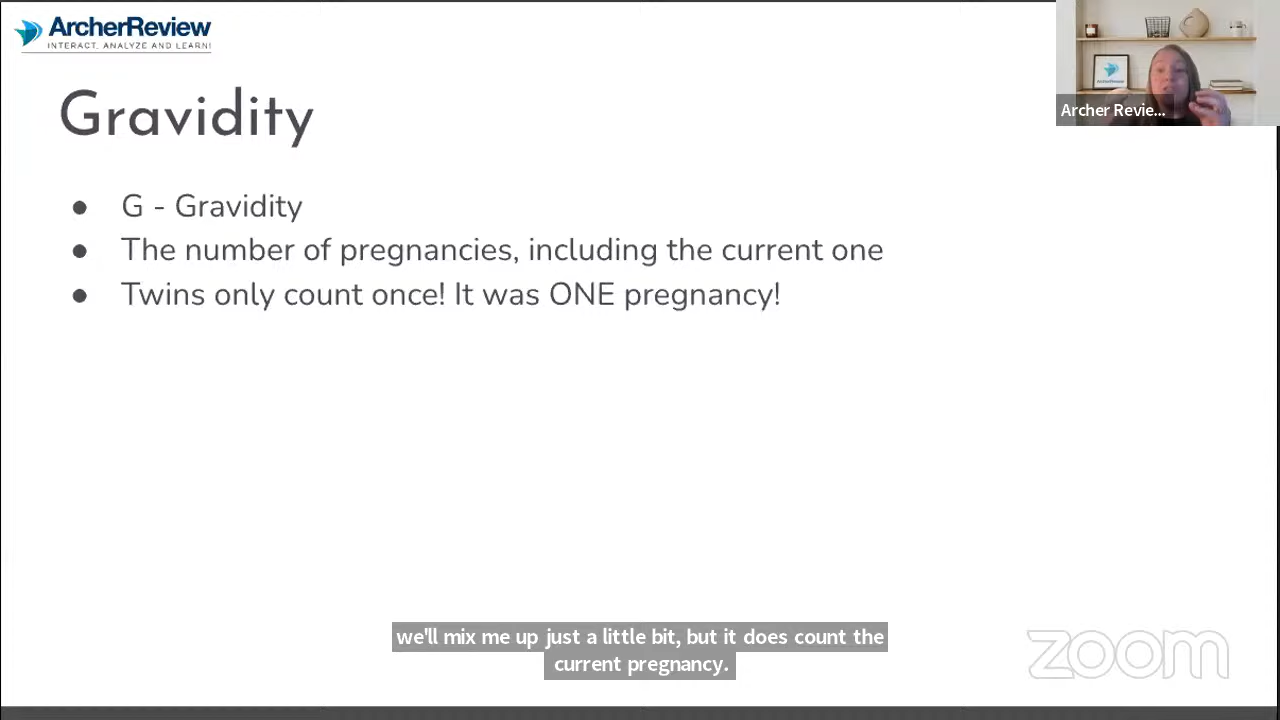 ArcherReview
INTERACT, ANALYZE AND LEARN!
Archer Revie...
Gravidity
● G - Gravidity
● The number of pregnancies, including the current one
● Twins only count once! It was ONE pregnancy!
we'll mix me up just a little bit, but it does count the
current pregnancy.
zoom